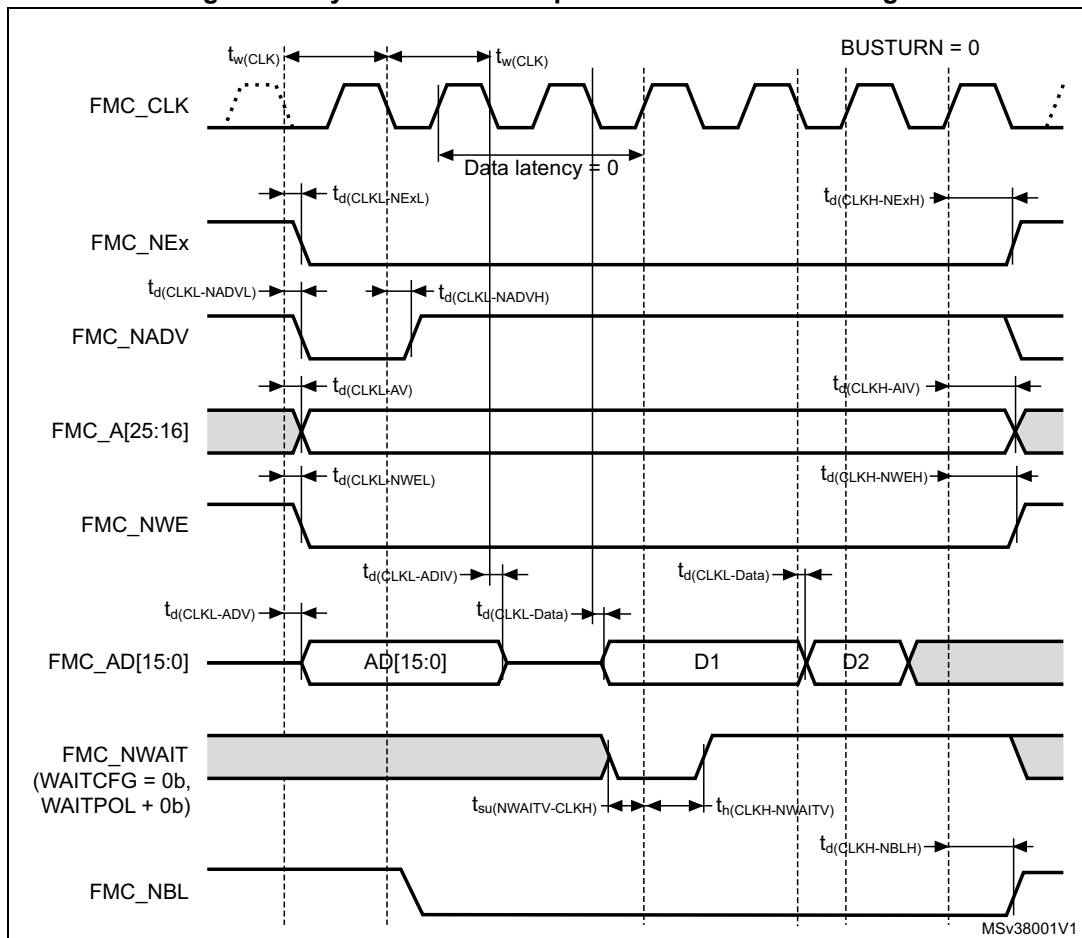 tw(CLK) tw(CLK) BUSTURN = 0
FMC_CLK
Data latency = 0
td(CLKL-NExL) td(CLKH-NExH)
FMC_NEx
td(CLKL-NADVL) td(CLKL-NADVH)
FMC_NADV
td(CLKL-AV) td(CLKH-AIV)
FMC_A[25:16]
td(CLKL-NWEL) td(CLKH-NWEH)
FMC_NWE
td(CLKL-ADIV) td(CLKL-Data)
td(CLKL-ADV) td(CLKL-Data)
FMC_AD[15:0] AD[15:0] D1 D2
FMC_NWAIT
(WAITCFG = 0b,
WAITPOL + 0b)
tsu(NWAITV-CLKH) th(CLKH-NWAITV)
td(CLKH-NBLH)
FMC_NBL
MSv38001V1